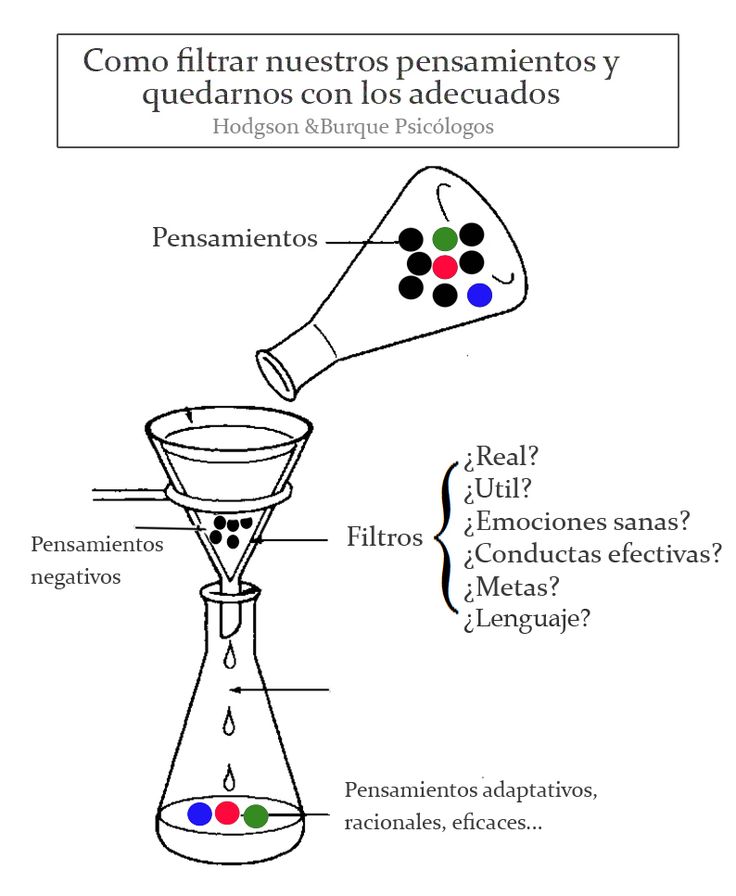 Como filtrar nuestros pensamientos y
quedarnos con los adecuados
Hodgson &Burque Psicólogos
Pensamientos
¿Real?
¿Util?
¿Emociones sanas?
¿Conductas efectivas?
¿Metas?
¿Lenguaje?
Filtros
Pensamientos
negativos
Pensamientos adaptativos,
racionales, eficaces...